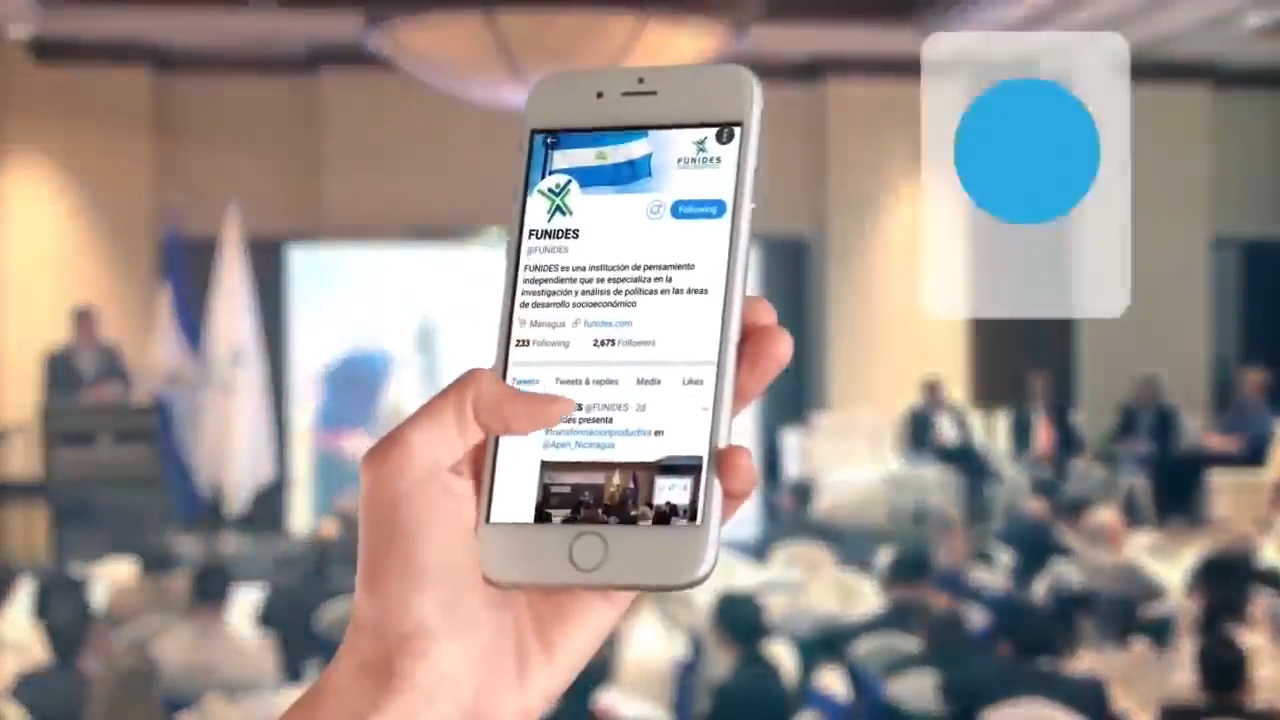 FUNIDES
Following
FUNIDES
@FUNIDES
FUNIDES es una institución de pensamiento
independiente que se especializa en la
investigación y análisis de políticas en las áreas
de desarrollo socioeconómico
Managua funides.com
233 Following 2,675 Followers
Tweets Tweets & replies Media Likes
@FUNIDES · 2d
presenta
#transformacionproductiva en
@Apen_Nicaragua